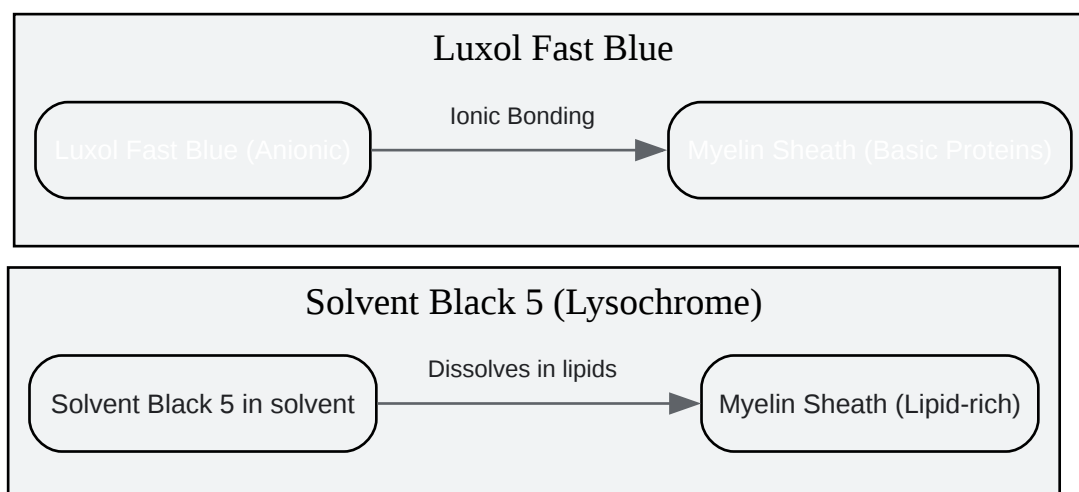 Luxol Fast Blue
Ionic Bonding
Luxol Fast Blue (Anionic)
Myelin Sheath (Basic Proteins)
Solvent Black 5 (Lysochrome)
Dissolves in lipids
Solvent Black 5 in solvent
Myelin Sheath (Lipid-rich)